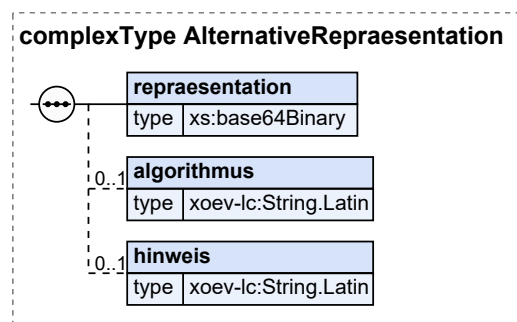 complexType AlternativeRepraesentation
repraesentation
type xs:base64Binary
0..1 algorithmus
type xoev-lc:String.Latin
0..1 hinweis
type xoev-lc:String.Latin